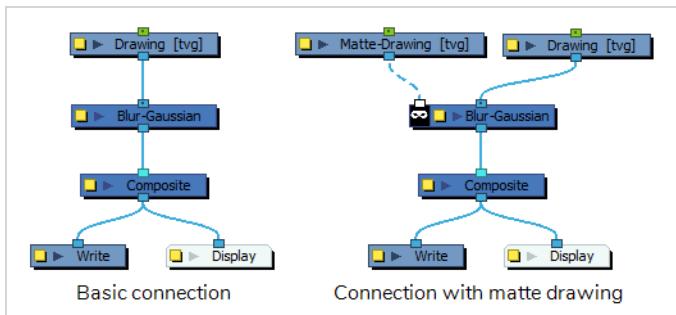 Drawing [tvg]
Blur-Gaussian
Composite
Write
Display
Basic connection
Matte-Drawing [tvg]
Drawing [tvg]
Blur-Gaussian
Composite
Write
Display
Connection with matte drawing